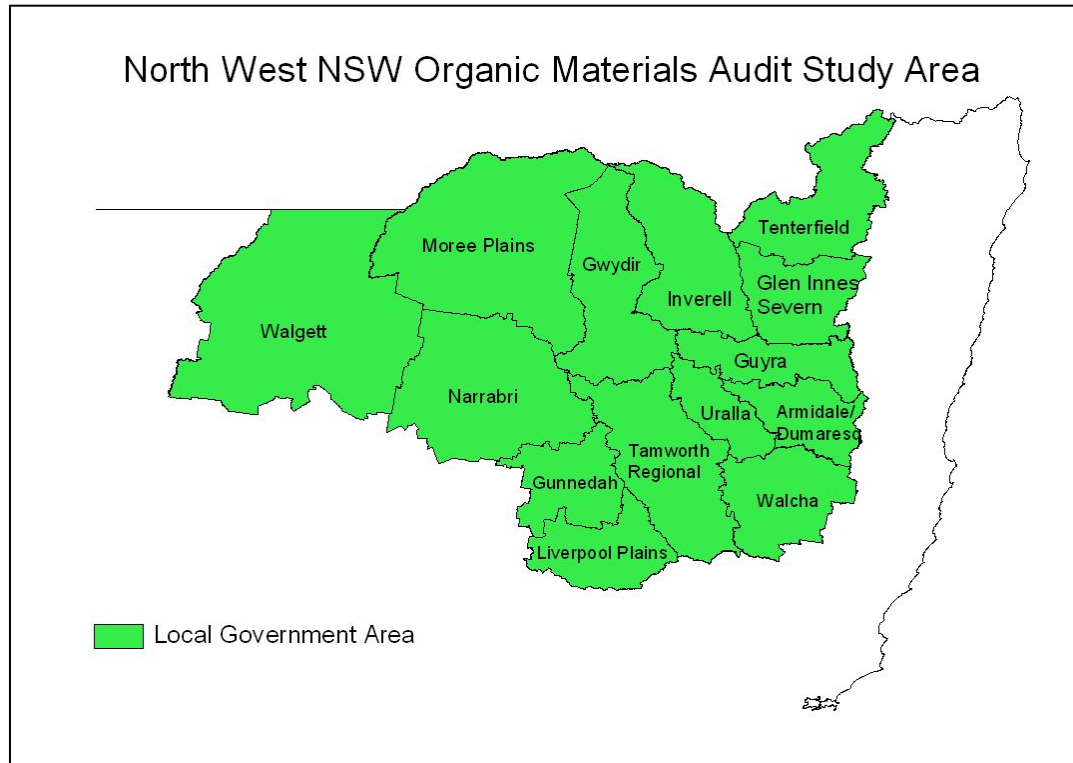 North West NSW Organic Materials Audit Study Area
Tenterfield
Moree Plains
Gwydir
Glen Innes
Severn
Inverell
Walgett
Guyra
Narrabri
Uralla
Armidale/
Dumaresq
Tamworth
Regional
Gunnedah
Walcha
Liverpool Plains
Local Government Area